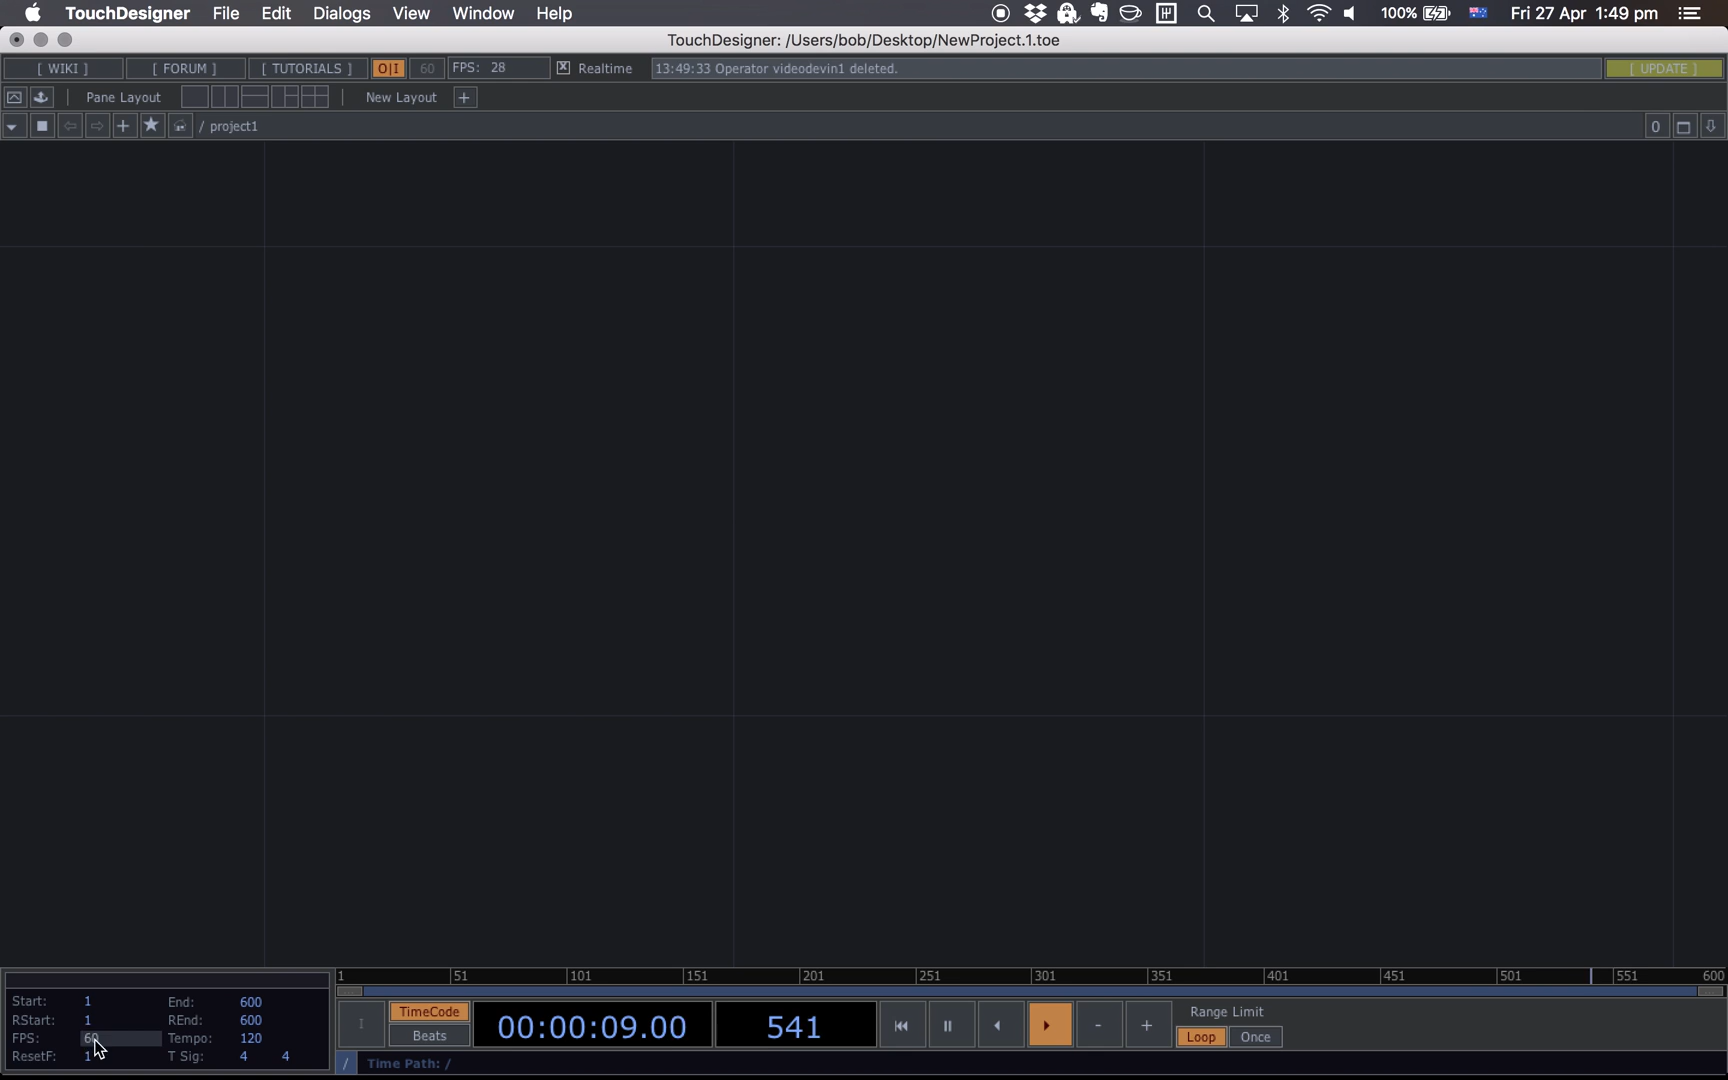 TouchDesigner File Edit Dialogs View Window Help 100% Fri 27 Apr 1:49 pm
TouchDesigner: /Users/bob/Desktop/NewProject.1.toe
[ WIKI ] [ FORUM ] [ TUTORIALS ] O|I 60 FPS: 28 Realtime 13:49:33 Operator videodevin1 deleted. [ UPDATE ]
Pane Layout New Layout +
+ / project1 0
1 51 101 151 201 251 301 351 401 451 501 551 600
Start: 1 End: 600
RStart: 1 REnd: 600
FPS: 60 Tempo: 120
ResetF: 1 T Sig: 4 4
TimeCode
Beats
00:00:09.00 541 - +
Range Limit
Loop Once
/ Time Path: /